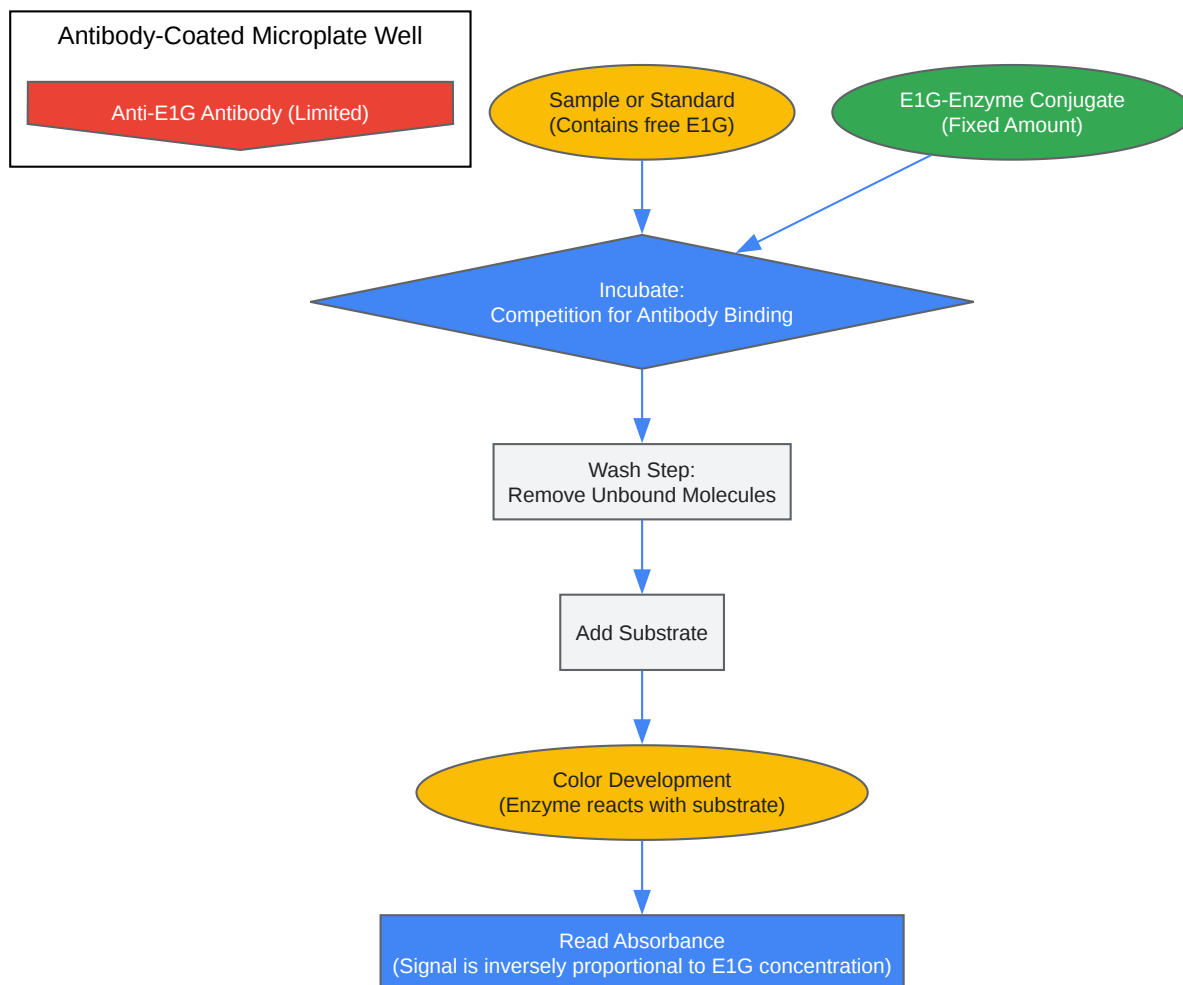 Antibody-Coated Microplate Well
Anti-E1G Antibody (Limited)
Sample or Standard
(Contains free E1G)
E1G-Enzyme Conjugate
(Fixed Amount)
Incubate:
Competition for Antibody Binding
Wash Step:
Remove Unbound Molecules
Add Substrate
Color Development
(Enzyme reacts with substrate)
Read Absorbance
(Signal is inversely proportional to E1G concentration)